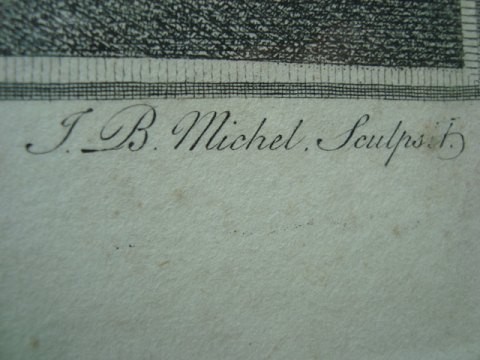 J. B. Michel. Sculpsit.